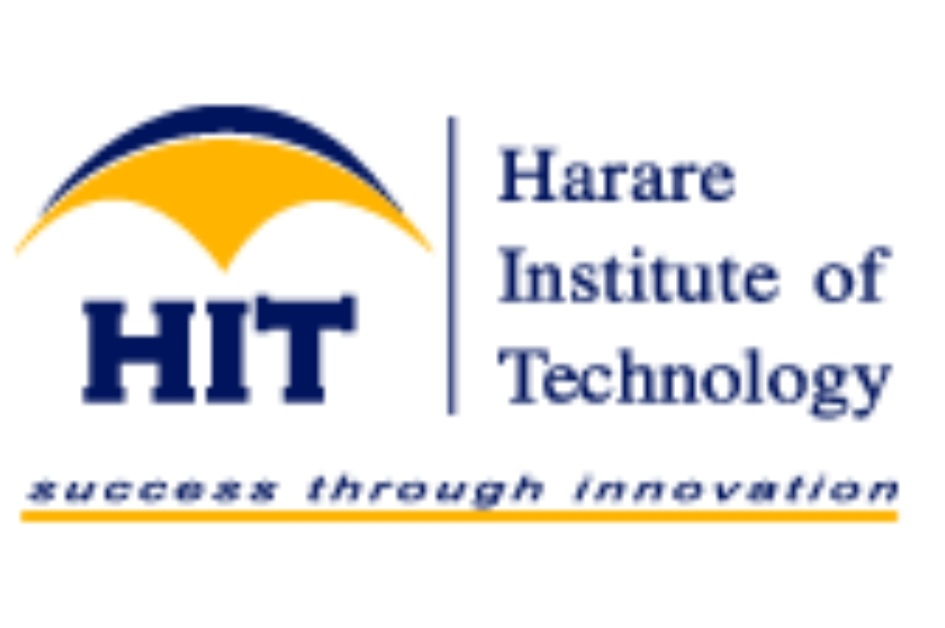 HIT
Harare
Institute of
Technology
success through innovation